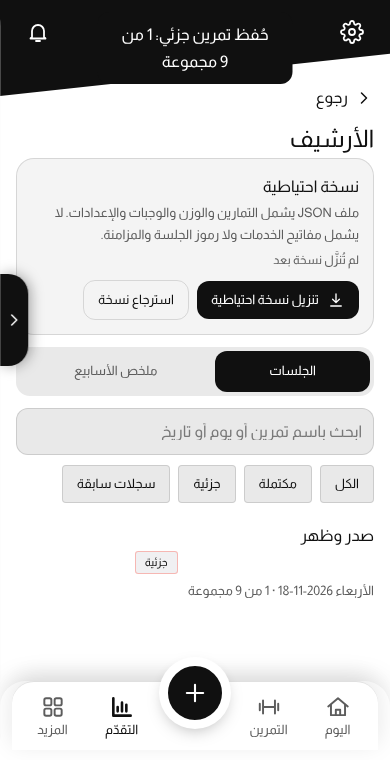 حُفظ تمرين جزئي: 1 من
9 مجموعة
رجوع
الأرشيف
نسخة احتياطية
ملف JSON يشمل التمارين والوزن والوجبات والإعدادات. لا
يشمل مفاتيح الخدمات ولا رموز الجلسة والمزامنة.
لم تُنزَّل نسخة بعد
تنزيل نسخة احتياطية
استرجاع نسخة
الجلسات
ملخص الأسابيع
ابحث باسم تمرين أو يوم أو تاريخ
الكل
مكتملة
جزئية
سجلات سابقة
صدر وظهر
جزئية
الأربعاء 2026-11-18 · 1 من 9 مجموعة
اليوم
التمرين
التقدّم
المزيد